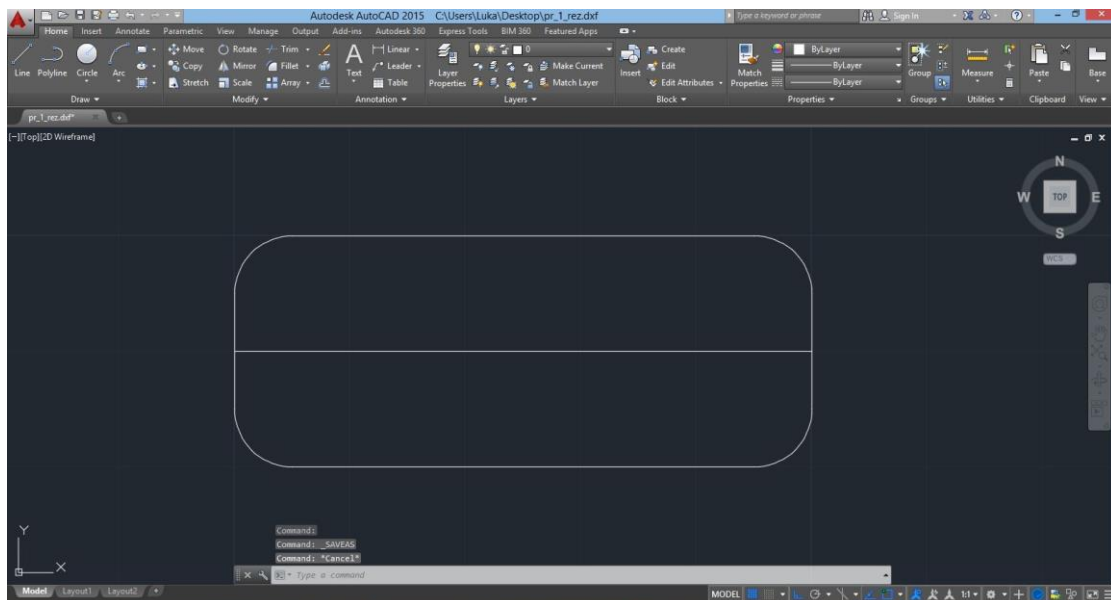 Autodesk AutoCAD 2015 C:\Users\Luka\Desktop\pr_1_rez.dxf Type a keyword or phrase Sign In
Home Insert Annotate Parametric View Manage Output Add-ins Autodesk 360 Express Tools BIM 360 Featured Apps
Line Polyline Circle Arc
Move Rotate Trim
Copy Mirror Fillet
Stretch Scale Array
Text Linear
Leader
Table
Layer Properties 0
Make Current
Match Layer
Insert Create
Edit
Edit Attributes
Match Properties ByLayer
ByLayer
ByLayer
Group Measure Paste Base
Draw Modify Annotation Layers Block Properties Groups Utilities Clipboard View
pr_1_rez.dxf*
[−][Top][2D Wireframe]
N
W TOP E
S
WCS
Y
X
Command:
Command: _SAVEAS
Command: *Cancel*
Type a command
Model Layout1 Layout2 MODEL 1:1